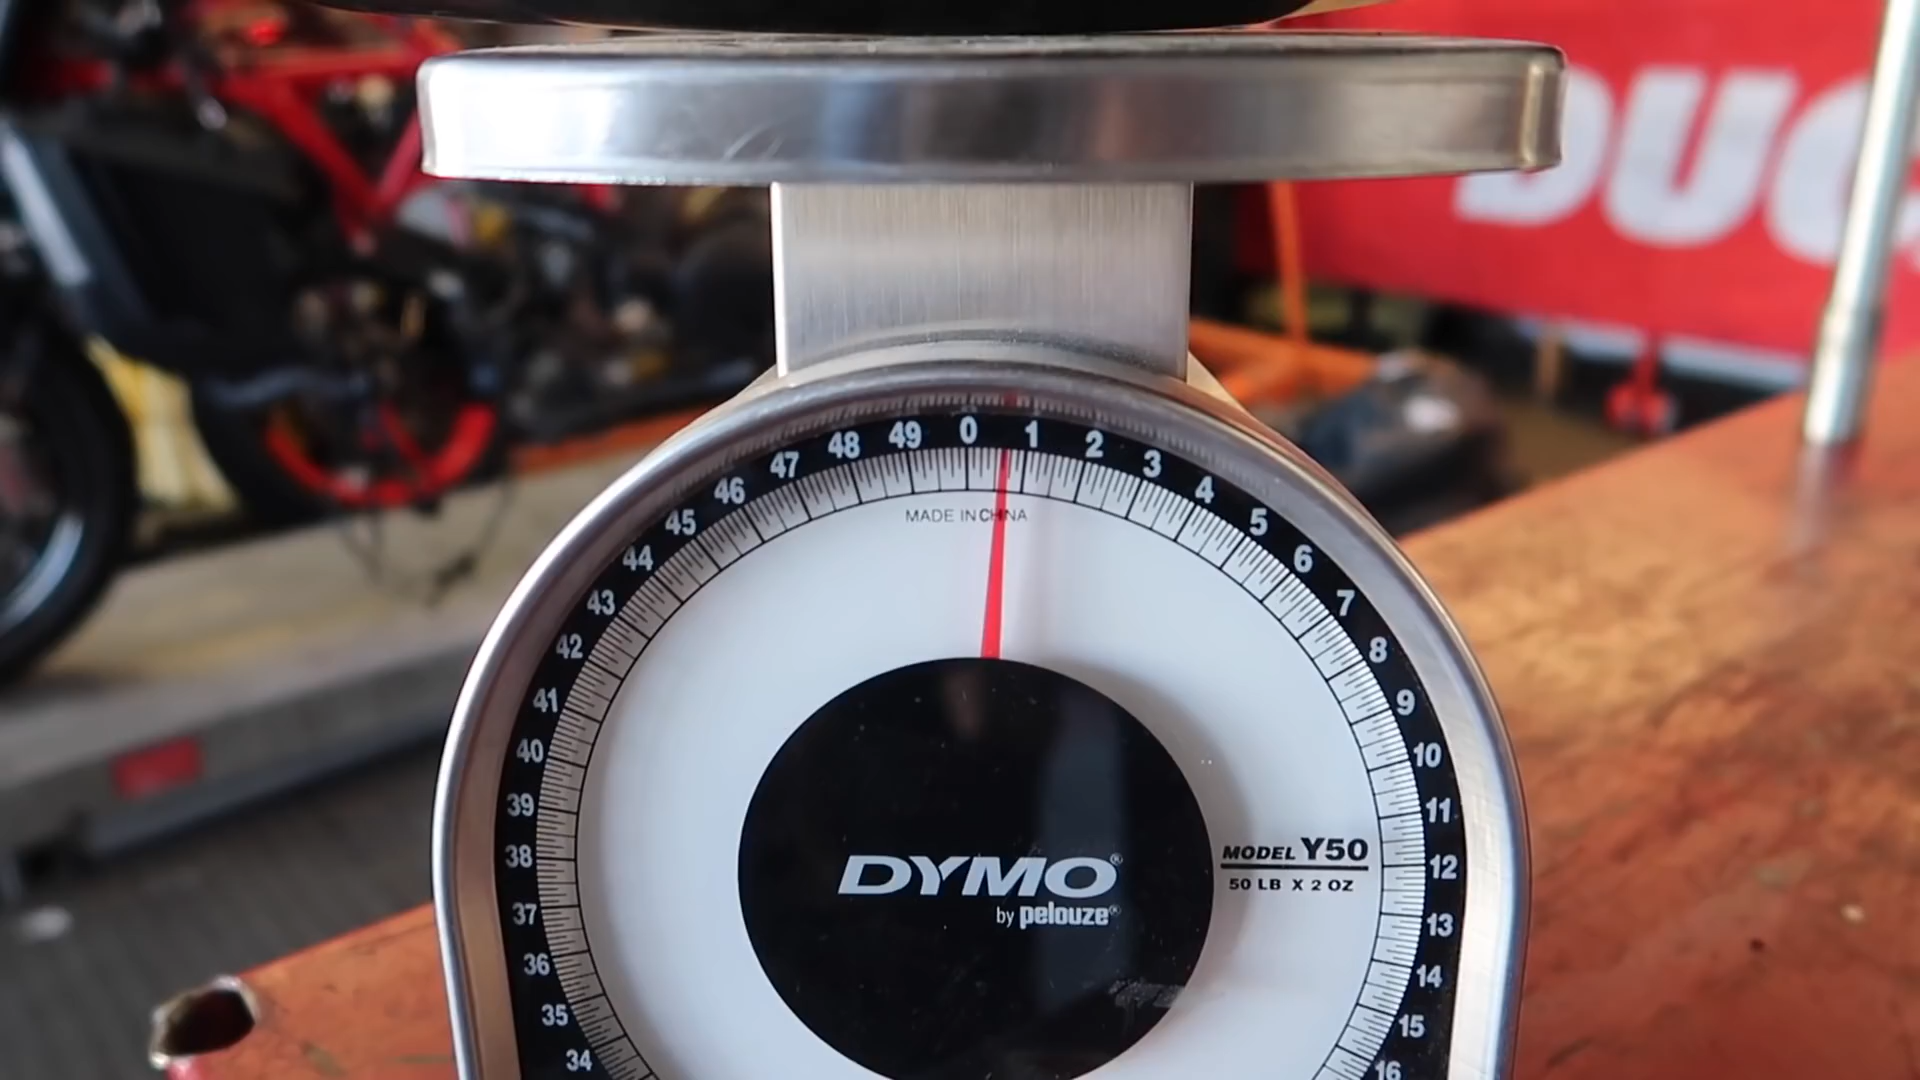 DUC
48 49 0 1 2
47 3
46 4
45 5
44 6
43 7
42 8
41 9
40 10
39 11
38 12
37 13
36 14
35 15
34 16
MADE IN CHINA
MODEL Y50
50 LB X 2 OZ
DYMO®
by pelouze®